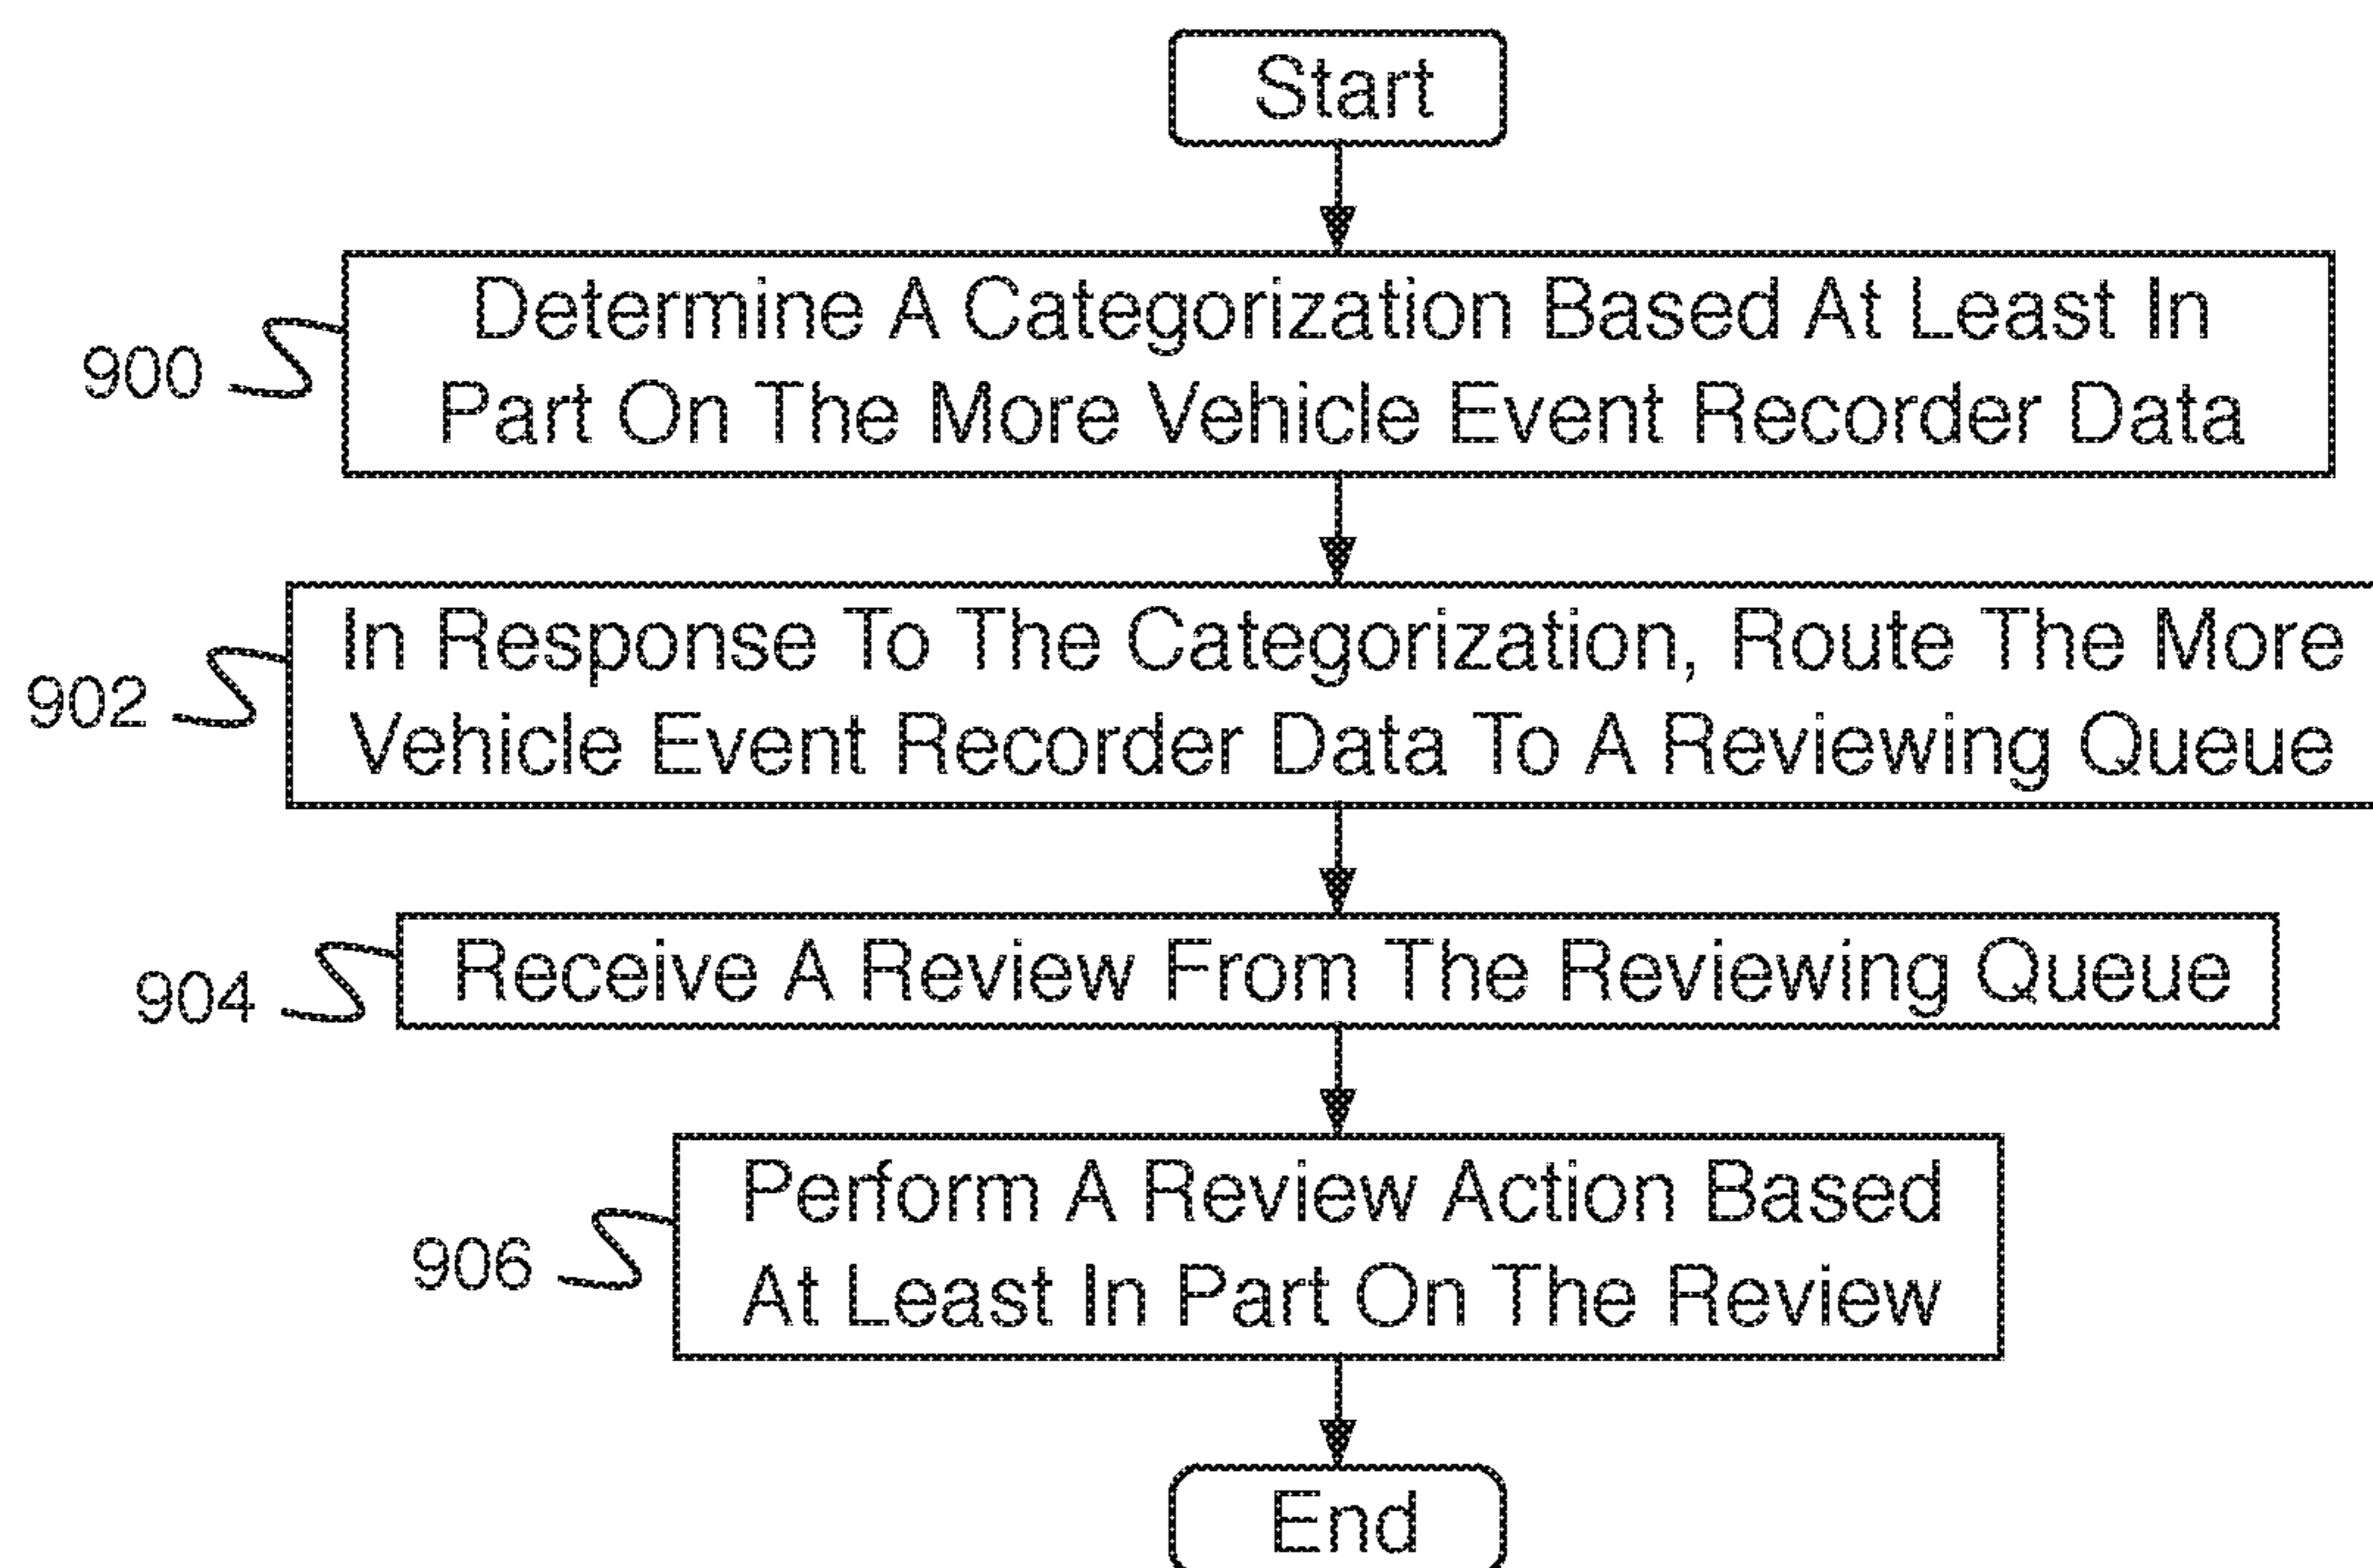 Start
900
Determine A Categorization Based At Least In
Part On The More Vehicle Event Recorder Data
902
In Response To The Categorization, Route The More
Vehicle Event Recorder Data To A Reviewing Queue
904
Receive A Review From The Reviewing Queue
906
Perform A Review Action Based
At Least In Part On The Review
End